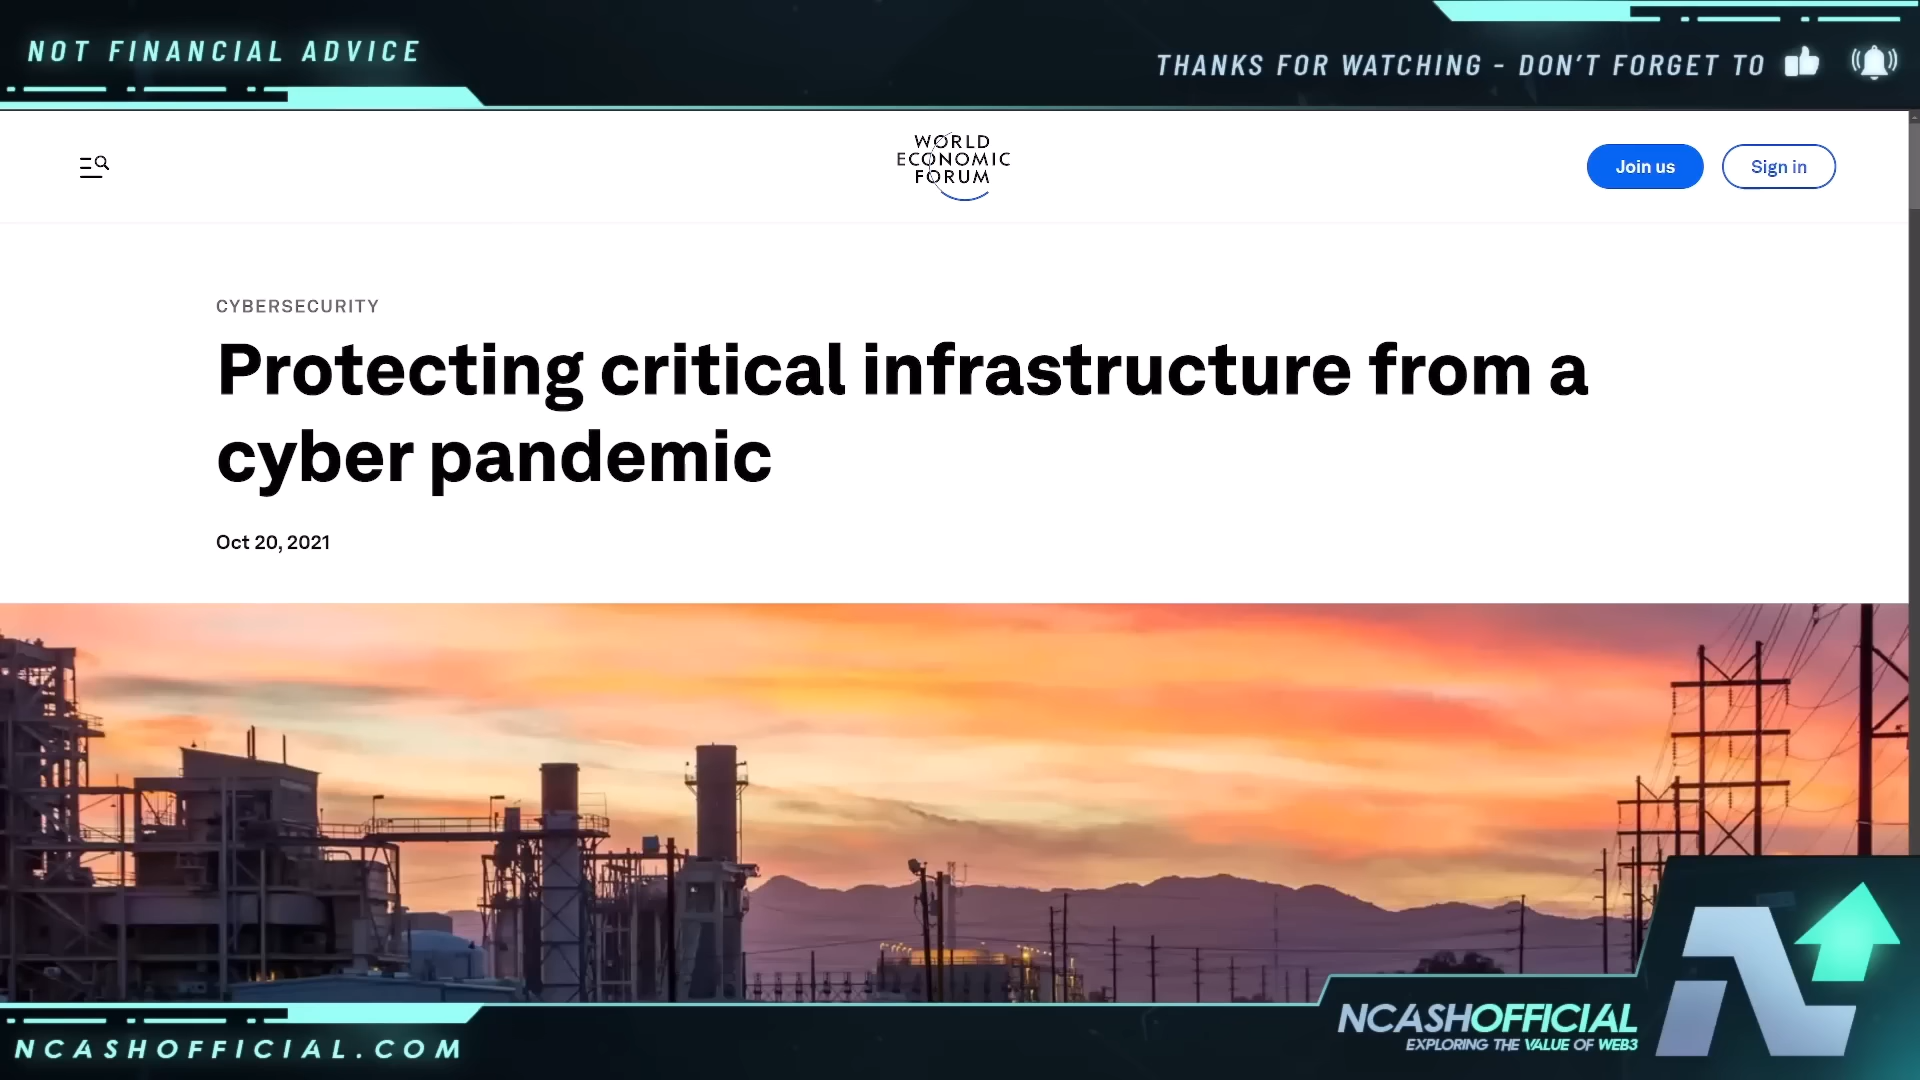 NOT FINANCIAL ADVICE
THANKS FOR WATCHING - DON'T FORGET TO
WORLD
ECONOMIC
FORUM
Join us
Sign in
CYBERSECURITY
Protecting critical infrastructure from a
cyber pandemic
Oct 20, 2021
NCASHOFFICIAL.COM
NCASHOFFICIAL
EXPLORING THE VALUE OF WEB3